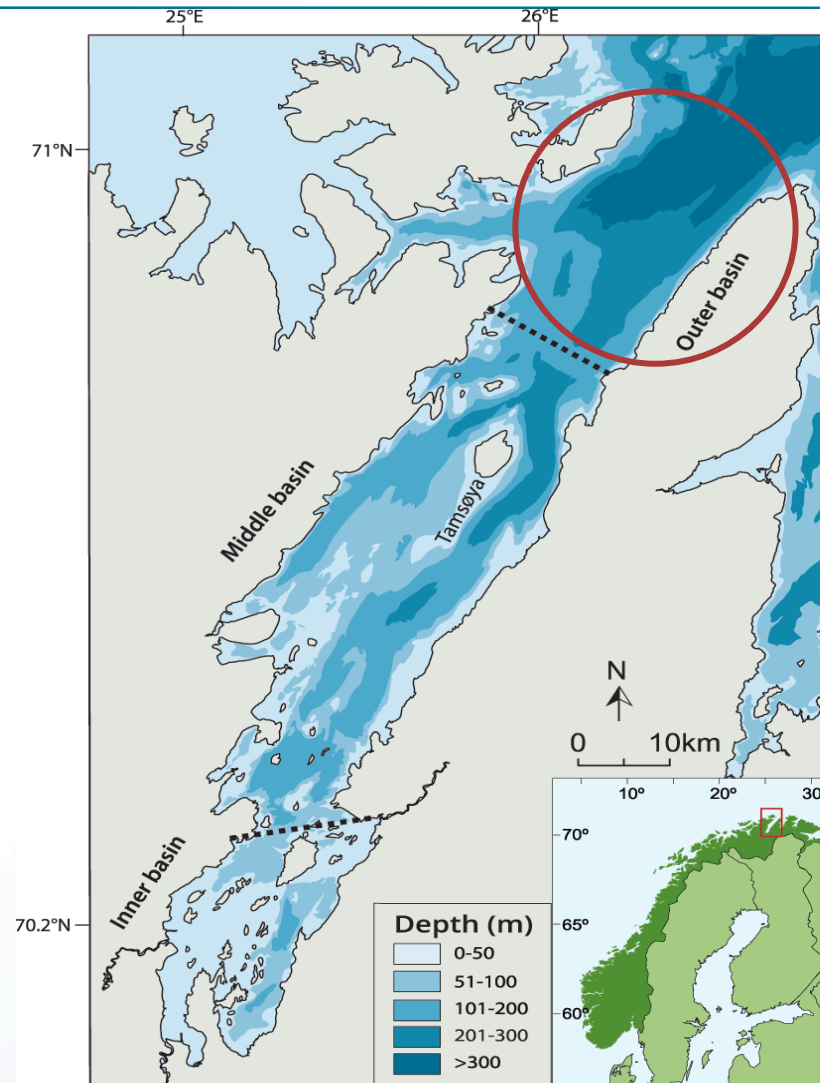 25°E
26°E
71°N
Outer basin
Middle basin
Tamsøya
N
0 10km
Inner basin
70.2°N
10° 20° 30
70°
65°
60°
Depth (m)
0-50
51-100
101-200
201-300
>300